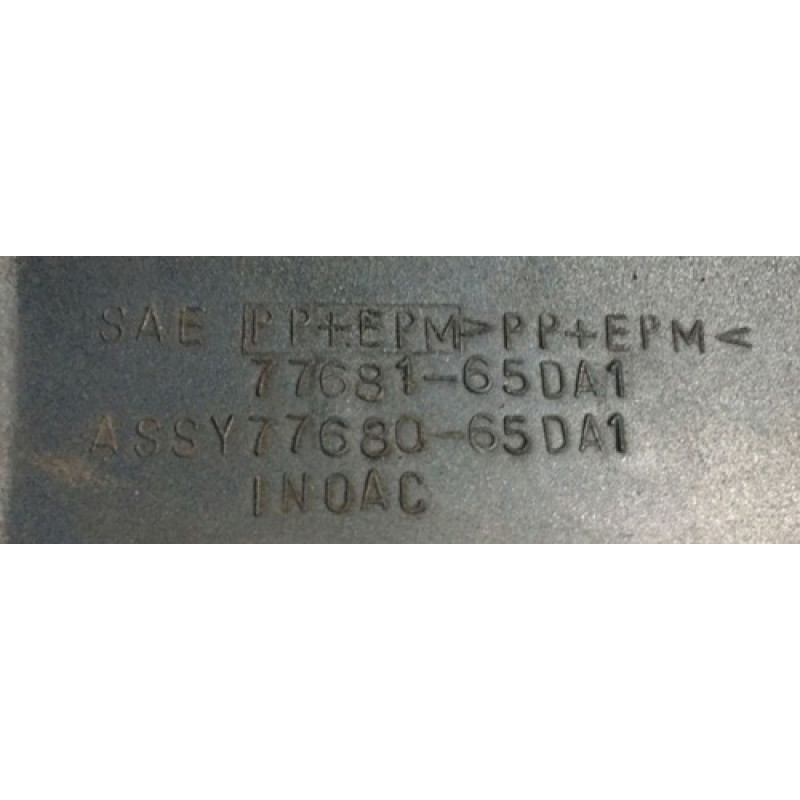 SAE PP+EPM>PP+EPM<
77681-65DA1
ASSY77680-65DA1
INOAC